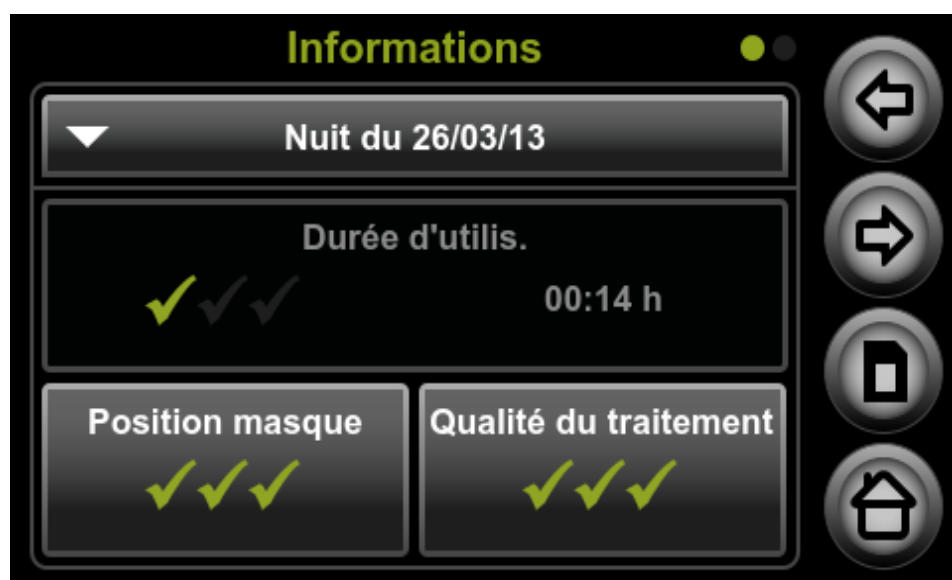 Informations
Nuit du 26/03/13
Durée d'utilis.
00:14 h
Position masque
Qualité du traitement